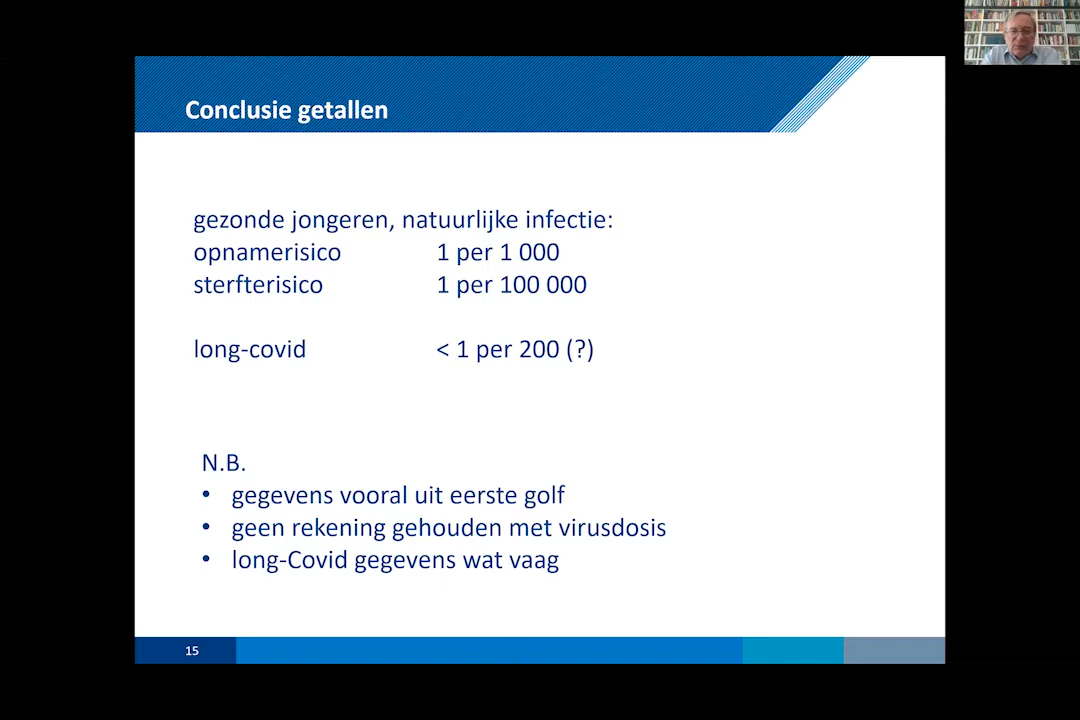 Conclusie getallen
gezonde jongeren, natuurlijke infectie:
opnamerisico 1 per 1 000
sterfterisico 1 per 100 000
long-covid < 1 per 200 (?)
N.B.
• gegevens vooral uit eerste golf
• geen rekening gehouden met virusdosis
• long-Covid gegevens wat vaag
15